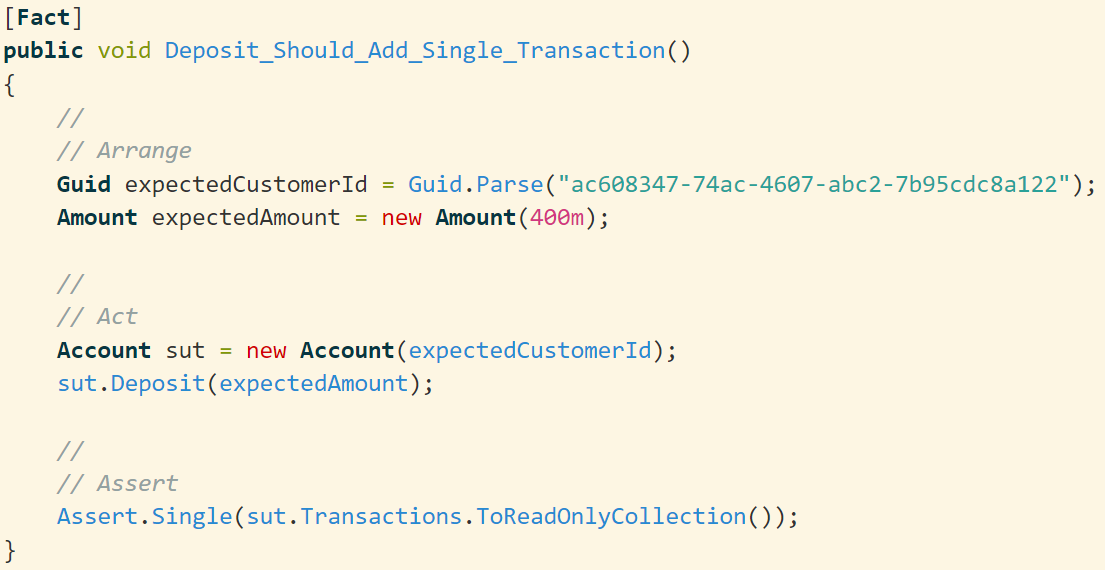 [Fact]
public void Deposit_Should_Add_Single_Transaction()
{
    //
    // Arrange
    Guid expectedCustomerId = Guid.Parse("ac608347-74ac-4607-abc2-7b95cdc8a122");
    Amount expectedAmount = new Amount(400m);

    //
    // Act
    Account sut = new Account(expectedCustomerId);
    sut.Deposit(expectedAmount);

    //
    // Assert
    Assert.Single(sut.Transactions.ToReadOnlyCollection());
}